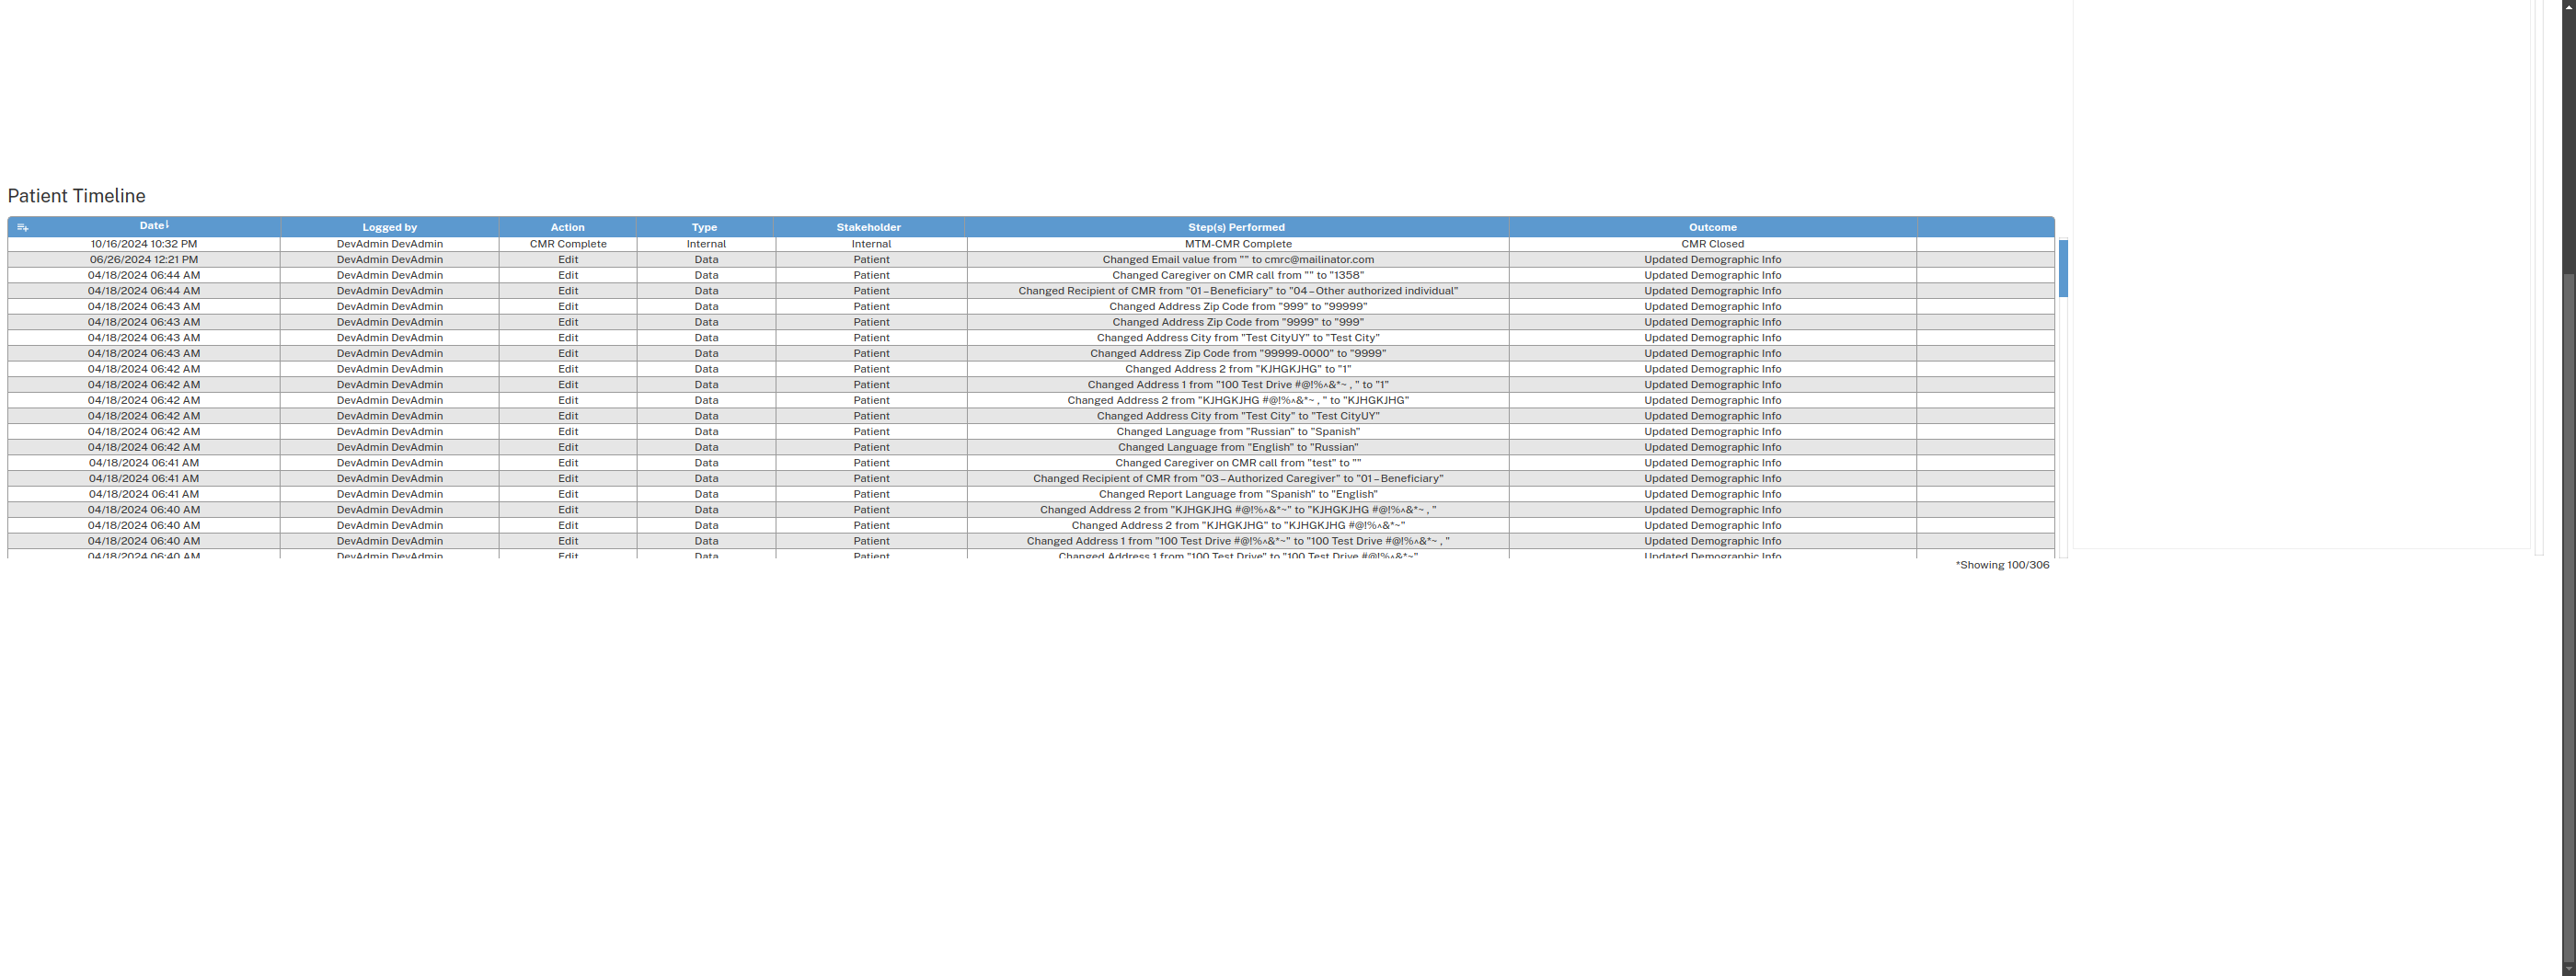 Patient Timeline
Date↓ Logged by Action Type Stakeholder Step(s) Performed Outcome
10/16/2024 10:32 PM DevAdmin DevAdmin CMR Complete Internal Internal MTM-CMR Complete CMR Closed
06/26/2024 12:21 PM DevAdmin DevAdmin Edit Data Patient Changed Email value from "" to cmrc@mailinator.com Updated Demographic Info
04/18/2024 06:44 AM DevAdmin DevAdmin Edit Data Patient Changed Caregiver on CMR call from "" to "1358" Updated Demographic Info
04/18/2024 06:44 AM DevAdmin DevAdmin Edit Data Patient Changed Recipient of CMR from "01–Beneficiary" to "04–Other authorized individual" Updated Demographic Info
04/18/2024 06:43 AM DevAdmin DevAdmin Edit Data Patient Changed Address Zip Code from "999" to "99999" Updated Demographic Info
04/18/2024 06:43 AM DevAdmin DevAdmin Edit Data Patient Changed Address Zip Code from "9999" to "999" Updated Demographic Info
04/18/2024 06:43 AM DevAdmin DevAdmin Edit Data Patient Changed Address City from "Test CityUY" to "Test City" Updated Demographic Info
04/18/2024 06:43 AM DevAdmin DevAdmin Edit Data Patient Changed Address Zip Code from "99999-0000" to "9999" Updated Demographic Info
04/18/2024 06:42 AM DevAdmin DevAdmin Edit Data Patient Changed Address 2 from "KJHGKJHG" to "1" Updated Demographic Info
04/18/2024 06:42 AM DevAdmin DevAdmin Edit Data Patient Changed Address 1 from "100 Test Drive #@!%^&*~ , " to "1" Updated Demographic Info
04/18/2024 06:42 AM DevAdmin DevAdmin Edit Data Patient Changed Address 2 from "KJHGKJHG #@!%^&*~ , " to "KJHGKJHG" Updated Demographic Info
04/18/2024 06:42 AM DevAdmin DevAdmin Edit Data Patient Changed Address City from "Test City" to "Test CityUY" Updated Demographic Info
04/18/2024 06:42 AM DevAdmin DevAdmin Edit Data Patient Changed Language from "Russian" to "Spanish" Updated Demographic Info
04/18/2024 06:42 AM DevAdmin DevAdmin Edit Data Patient Changed Language from "English" to "Russian" Updated Demographic Info
04/18/2024 06:41 AM DevAdmin DevAdmin Edit Data Patient Changed Caregiver on CMR call from "test" to "" Updated Demographic Info
04/18/2024 06:41 AM DevAdmin DevAdmin Edit Data Patient Changed Recipient of CMR from "03–Authorized Caregiver" to "01–Beneficiary" Updated Demographic Info
04/18/2024 06:41 AM DevAdmin DevAdmin Edit Data Patient Changed Report Language from "Spanish" to "English" Updated Demographic Info
04/18/2024 06:40 AM DevAdmin DevAdmin Edit Data Patient Changed Address 2 from "KJHGKJHG #@!%^&*~" to "KJHGKJHG #@!%^&*~ , " Updated Demographic Info
04/18/2024 06:40 AM DevAdmin DevAdmin Edit Data Patient Changed Address 2 from "KJHGKJHG" to "KJHGKJHG #@!%^&*~" Updated Demographic Info
04/18/2024 06:40 AM DevAdmin DevAdmin Edit Data Patient Changed Address 1 from "100 Test Drive #@!%^&*~" to "100 Test Drive #@!%^&*~ , " Updated Demographic Info
04/18/2024 06:40 AM DevAdmin DevAdmin Edit Data Patient Changed Address 1 from "100 Test Drive" to "100 Test Drive #@!%^&*~" Updated Demographic Info
*Showing 100/306